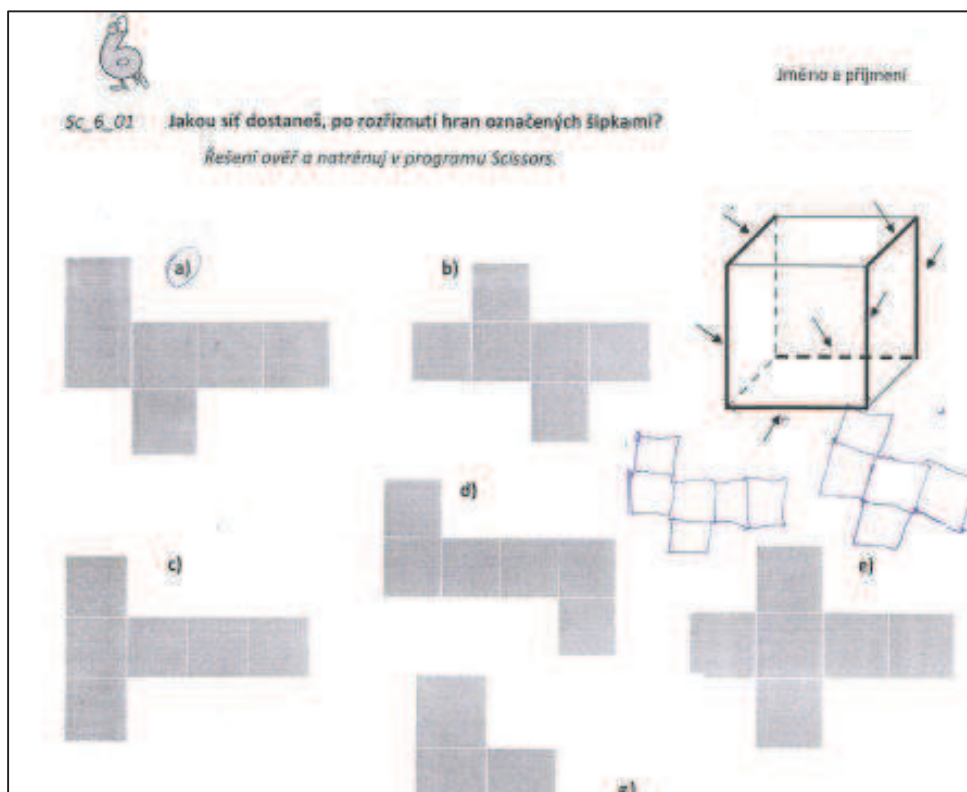 Jméno a příjmení
Sc_6_01 Jakou síť dostaneš, po rozříznutí hran označených šipkami?
Řešení ověř a natrénuj v programu Scissors.
a)
b)
d)
c)
e)
g)